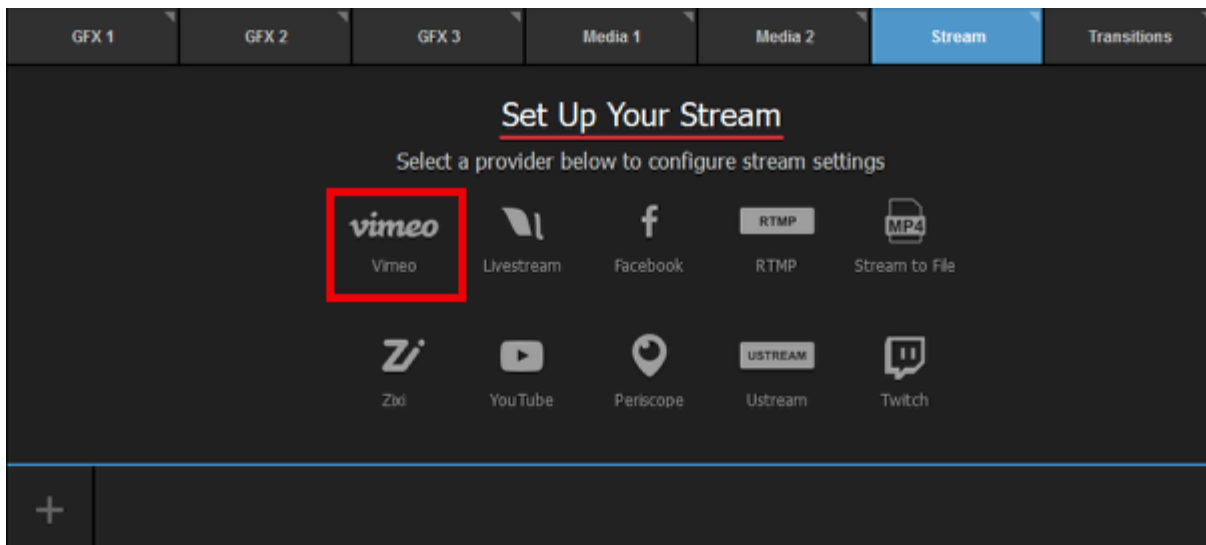 GFX 1 GFX 2 GFX 3 Media 1 Media 2 Stream Transitions
Set Up Your Stream
Select a provider below to configure stream settings
vimeo RTMP MP4
Vimeo Livestream Facebook RTMP Stream to File
Zi USTREAM
Zixi YouTube Periscope Ustream Twitch